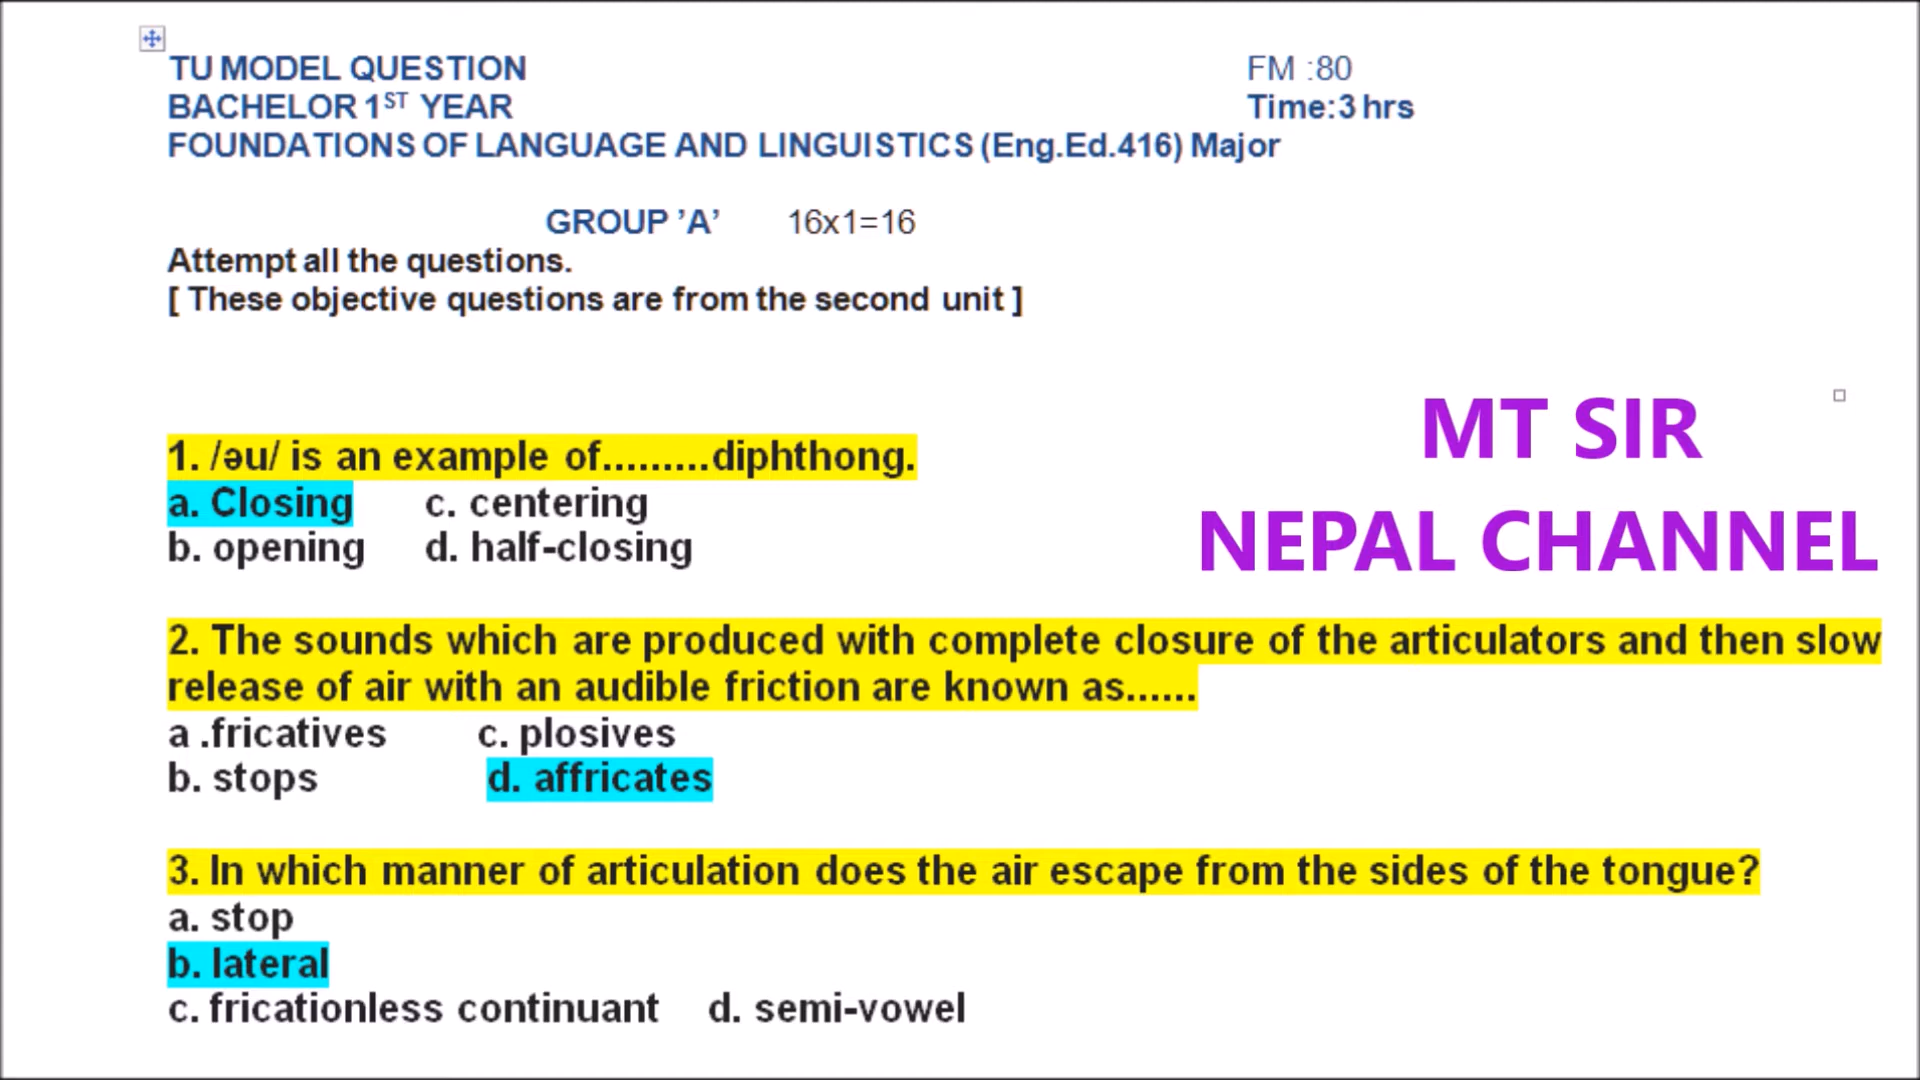 TU MODEL QUESTION FM :80
BACHELOR 1ST YEAR Time:3 hrs
FOUNDATIONS OF LANGUAGE AND LINGUISTICS (Eng.Ed.416) Major
GROUP ’A’ 16x1=16
Attempt all the questions.
[ These objective questions are from the second unit ]
MT SIR
NEPAL CHANNEL
1. /əu/ is an example of.........diphthong.
a. Closing c. centering
b. opening d. half-closing
2. The sounds which are produced with complete closure of the articulators and then slow
release of air with an audible friction are known as......
a .fricatives c. plosives
b. stops d. affricates
3. In which manner of articulation does the air escape from the sides of the tongue?
a. stop
b. lateral
c. fricationless continuant d. semi-vowel